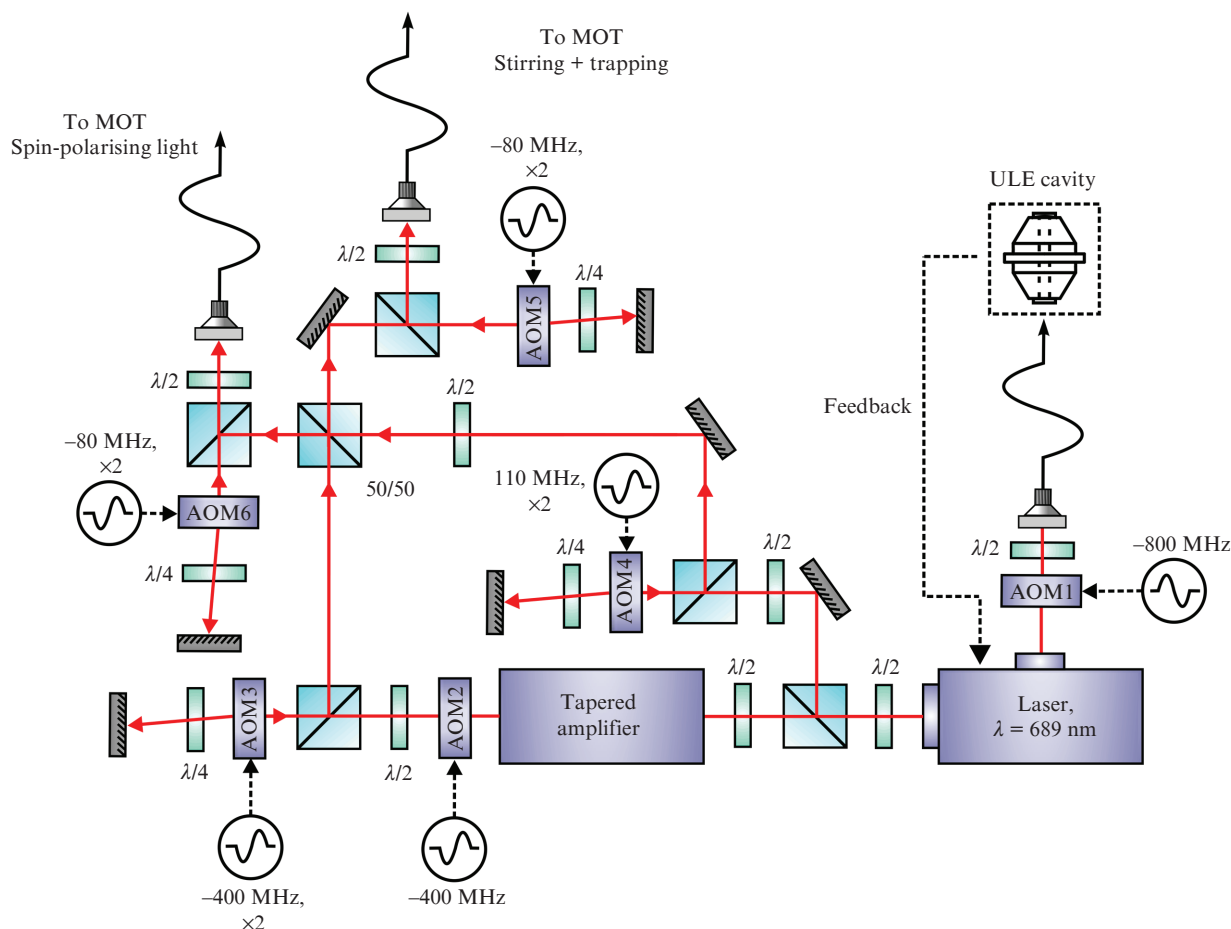 To MOT
Stirring + trapping
To MOT
Spin-polarising light
–80 MHz,
×2
ULE cavity
λ/2
λ/4
AOM5
λ/2
λ/2
Feedback
–80 MHz,
×2
50/50
110 MHz,
×2
AOM6
λ/4
λ/4
AOM4
λ/2
λ/2
–800 MHz
AOM1
λ/2
λ/2
AOM3
AOM2
Tapered
amplifier
Laser,
λ = 689 nm
λ/4
λ/2
–400 MHz,
×2
–400 MHz